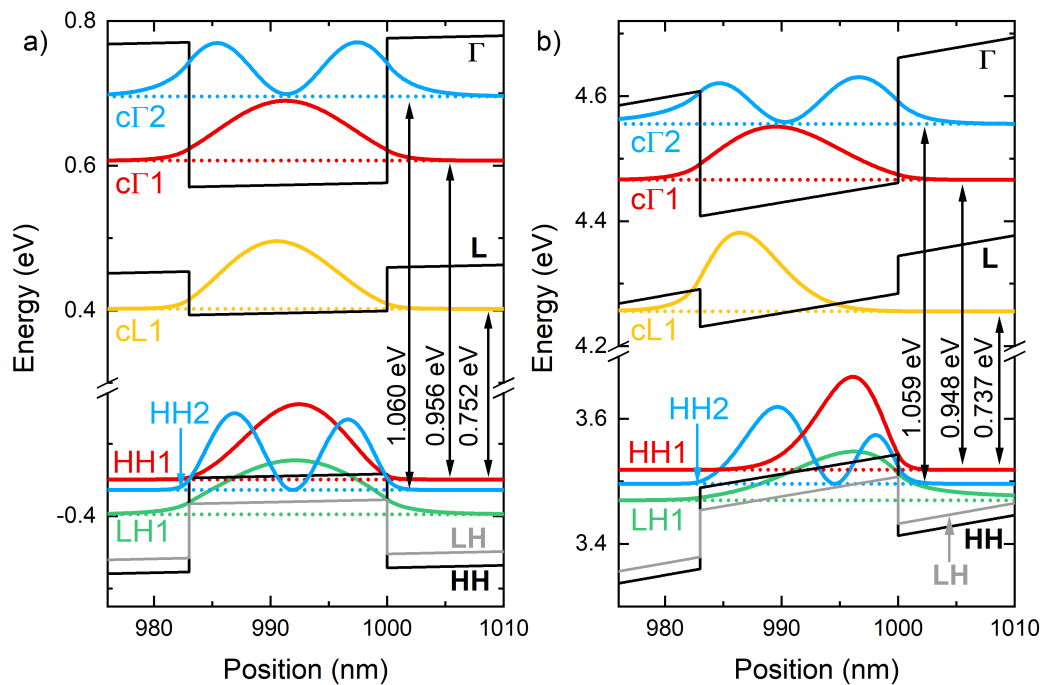 a)
Energy (eV)
0.8
0.6
0.4
-0.4
Γ
cΓ2
cΓ1
L
cL1
1.060 eV
0.956 eV
0.752 eV
HH2
HH1
LH1
LH
HH
980
990
1000
1010
Position (nm)
b)
Energy (eV)
4.6
4.4
4.2
3.6
3.4
Γ
cΓ2
cΓ1
L
cL1
1.059 eV
0.948 eV
0.737 eV
HH2
HH1
LH1
HH
LH
980
990
1000
1010
Position (nm)